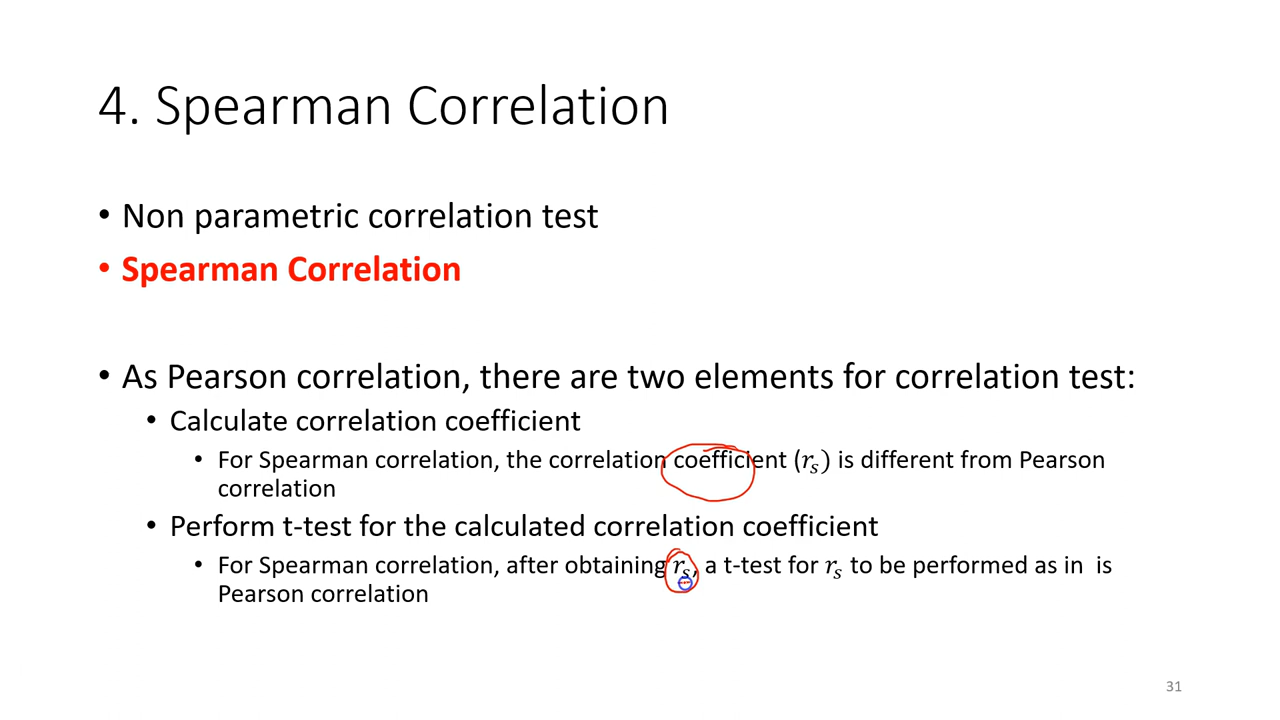 4. Spearman Correlation
• Non parametric correlation test
• Spearman Correlation
• As Pearson correlation, there are two elements for correlation test:
• Calculate correlation coefficient
• For Spearman correlation, the correlation coefficient (rₛ) is different from Pearson
correlation
• Perform t-test for the calculated correlation coefficient
• For Spearman correlation, after obtaining rₛ, a t-test for rₛ to be performed as in is
Pearson correlation
31